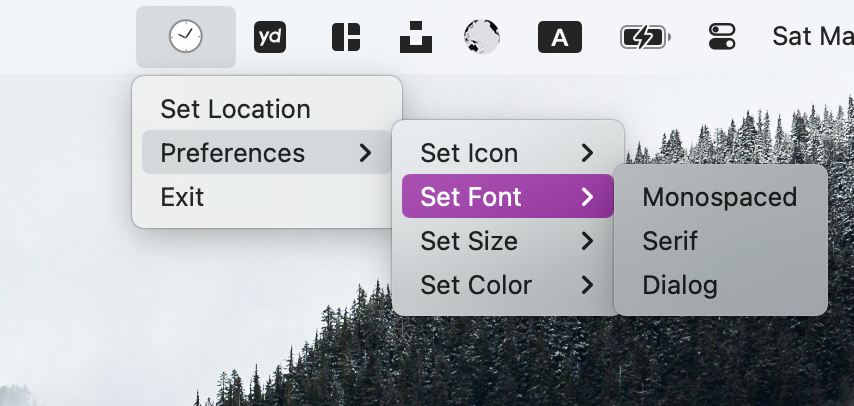 yd
A
Sat Ma
Set Location
Preferences
Exit
Set Icon
Set Font
Set Size
Set Color
Monospaced
Serif
Dialog